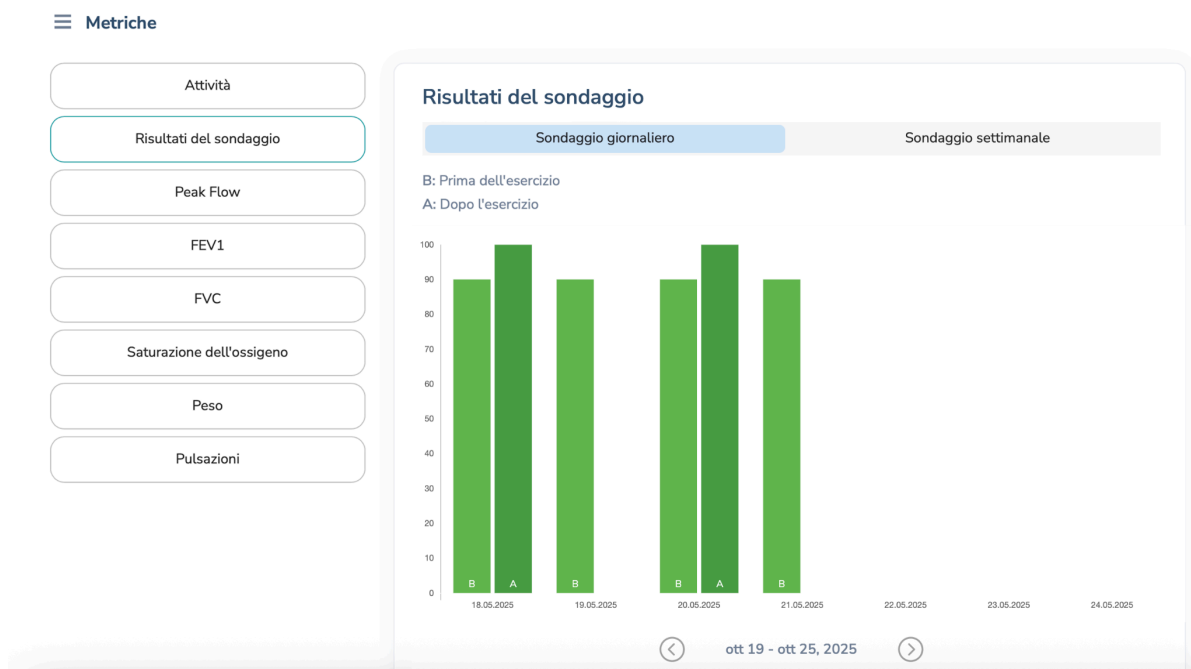 Metriche
Attività
Risultati del sondaggio
Peak Flow
FEV1
FVC
Saturazione dell'ossigeno
Peso
Pulsazioni
Risultati del sondaggio
Sondaggio giornaliero Sondaggio settimanale
B: Prima dell'esercizio
A: Dopo l'esercizio
100
90
80
70
60
50
40
30
20
10
0
B A B B A B
18.05.2025 19.05.2025 20.05.2025 21.05.2025 22.05.2025 23.05.2025 24.05.2025
ott 19 - ott 25, 2025